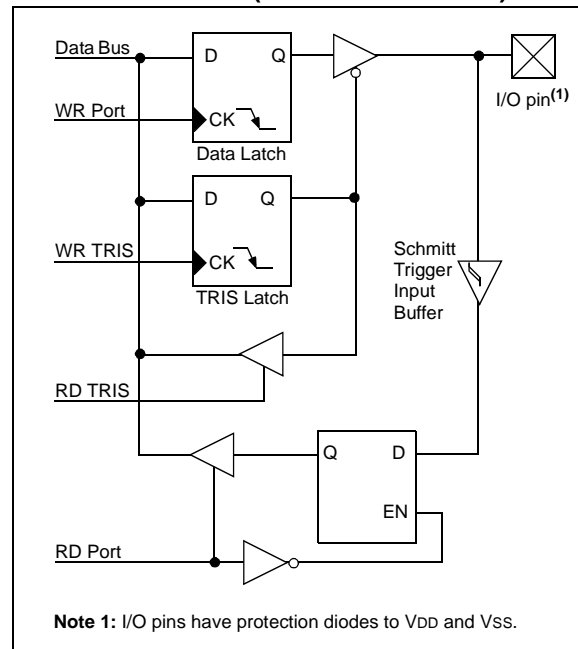 Data Bus
D Q
I/O pin(1)
WR Port
CK
Data Latch
D Q
WR TRIS
CK
TRIS Latch
Schmitt
Trigger
Input
Buffer
RD TRIS
Q D
EN
RD Port
Note 1: I/O pins have protection diodes to VDD and VSS.